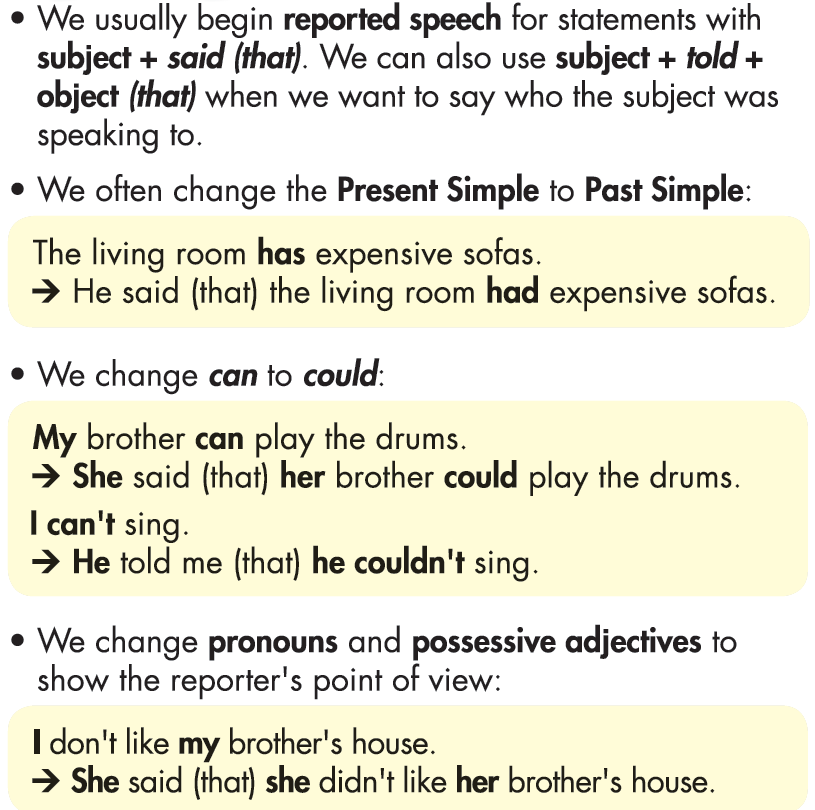 • We usually begin reported speech for statements with
subject + said (that). We can also use subject + told +
object (that) when we want to say who the subject was
speaking to.
• We often change the Present Simple to Past Simple:
The living room has expensive sofas.
→ He said (that) the living room had expensive sofas.
• We change can to could:
My brother can play the drums.
→ She said (that) her brother could play the drums.
I can't sing.
→ He told me (that) he couldn't sing.
• We change pronouns and possessive adjectives to
show the reporter's point of view:
I don't like my brother's house.
→ She said (that) she didn't like her brother's house.